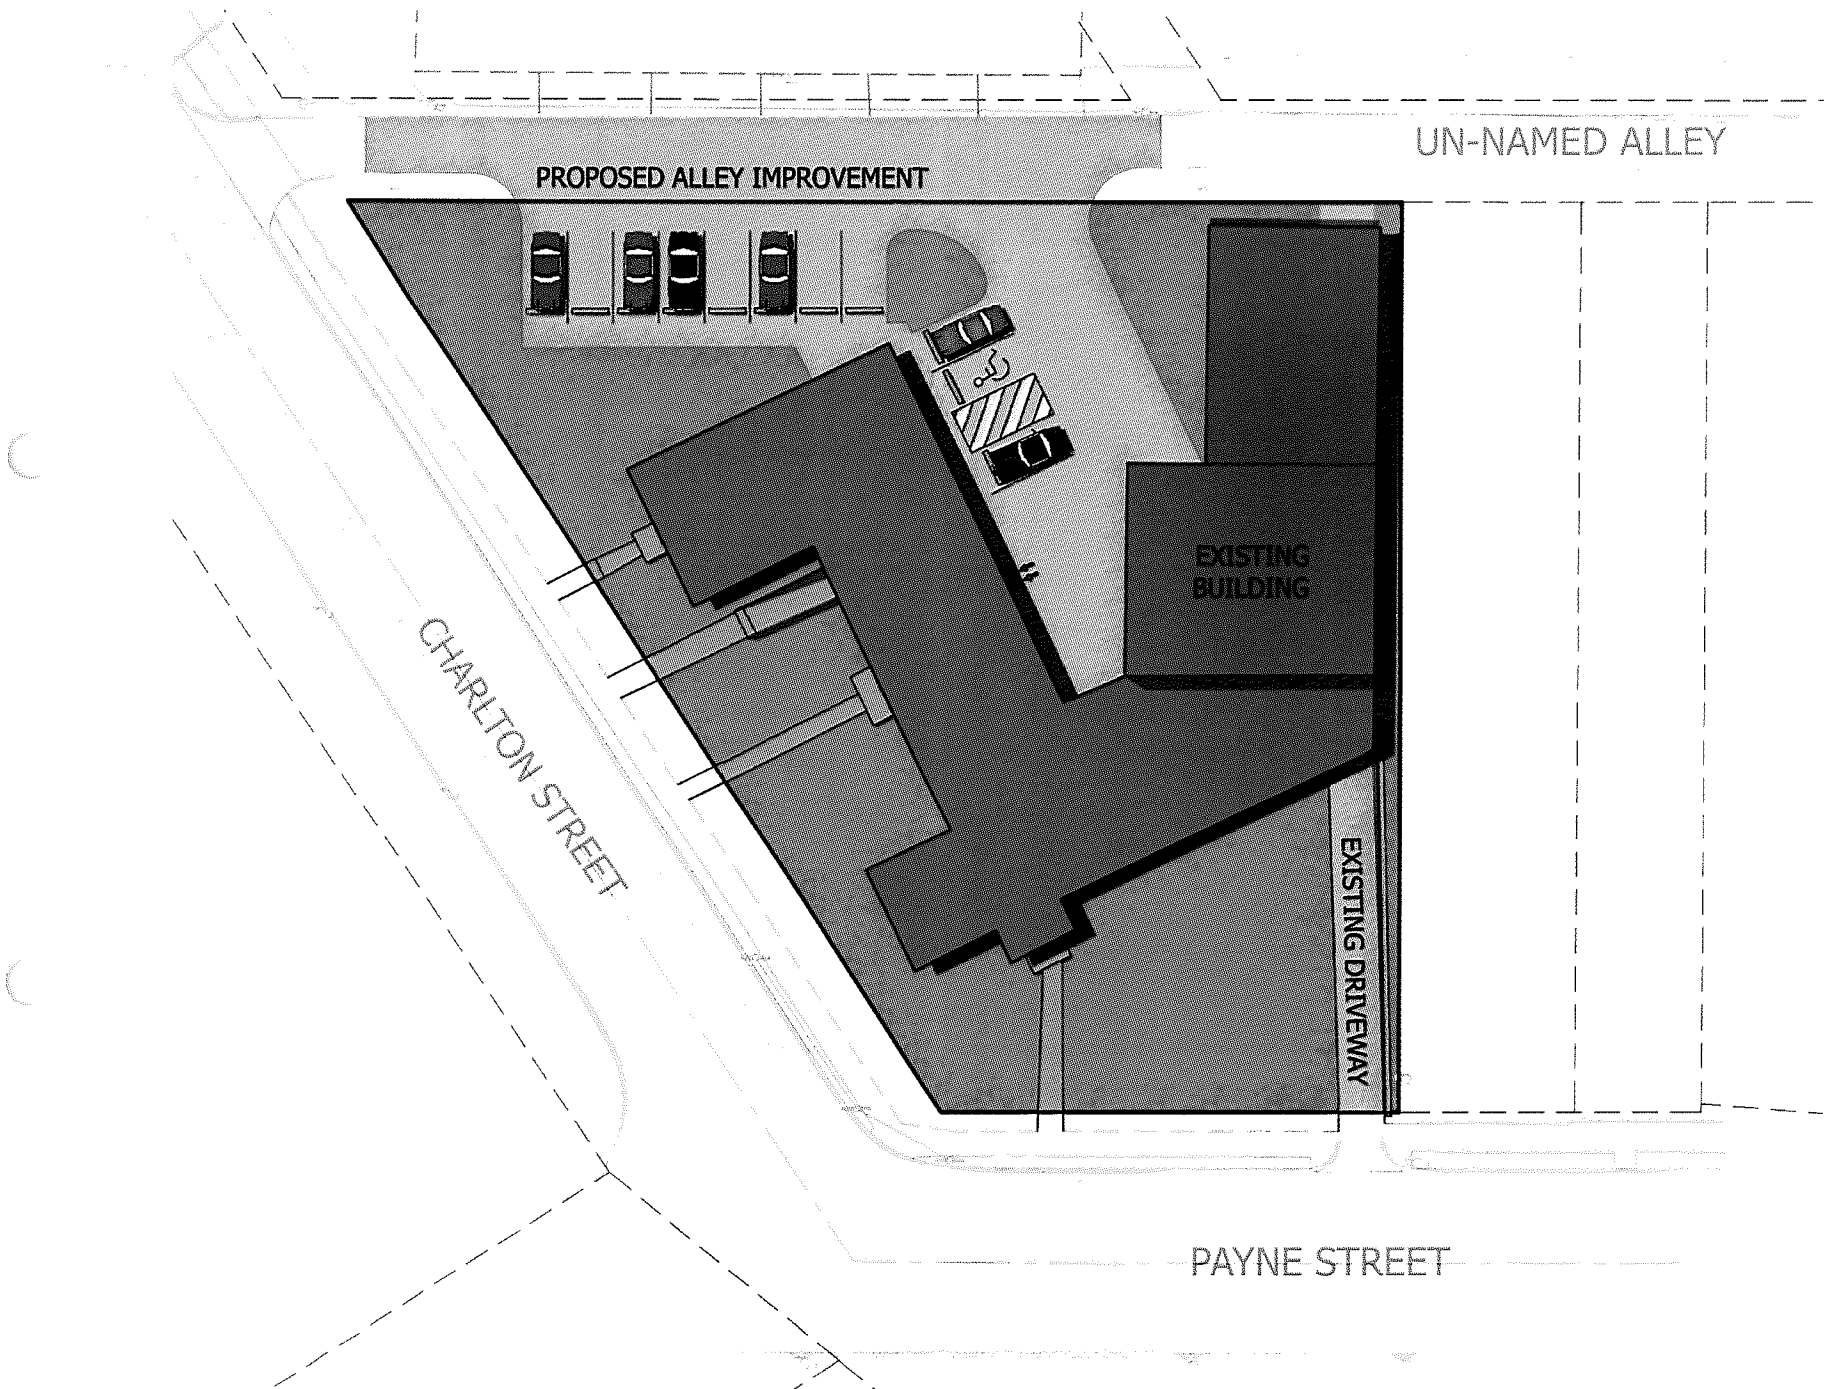 UN-NAMED ALLEY
PROPOSED ALLEY IMPROVEMENT
EXISTING
BUILDING
CHARLTON STREET
EXISTING DRIVEWAY
PAYNE STREET